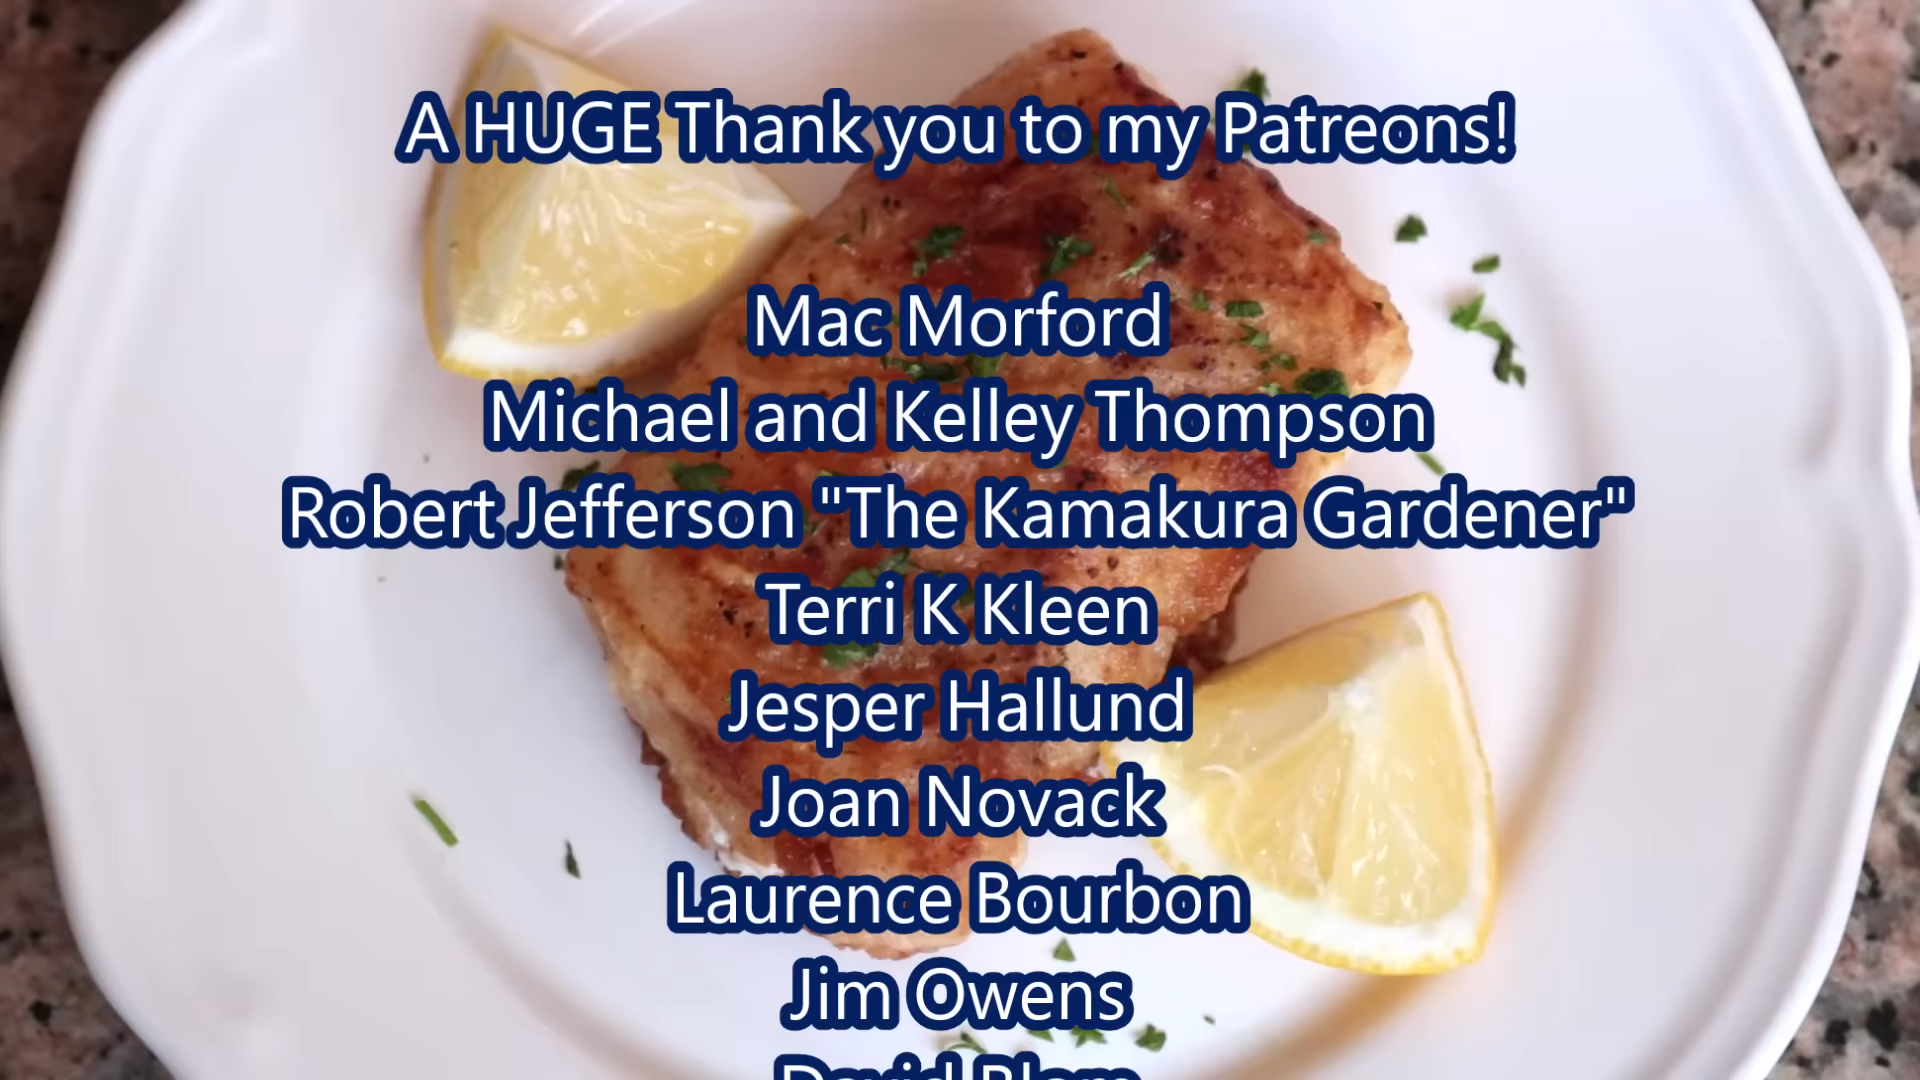 A HUGE Thank you to my Patreons!
Mac Morford
Michael and Kelley Thompson
Robert Jefferson "The Kamakura Gardener"
Terri K Kleen
Jesper Hallund
Joan Novack
Laurence Bourbon
Jim Owens
David